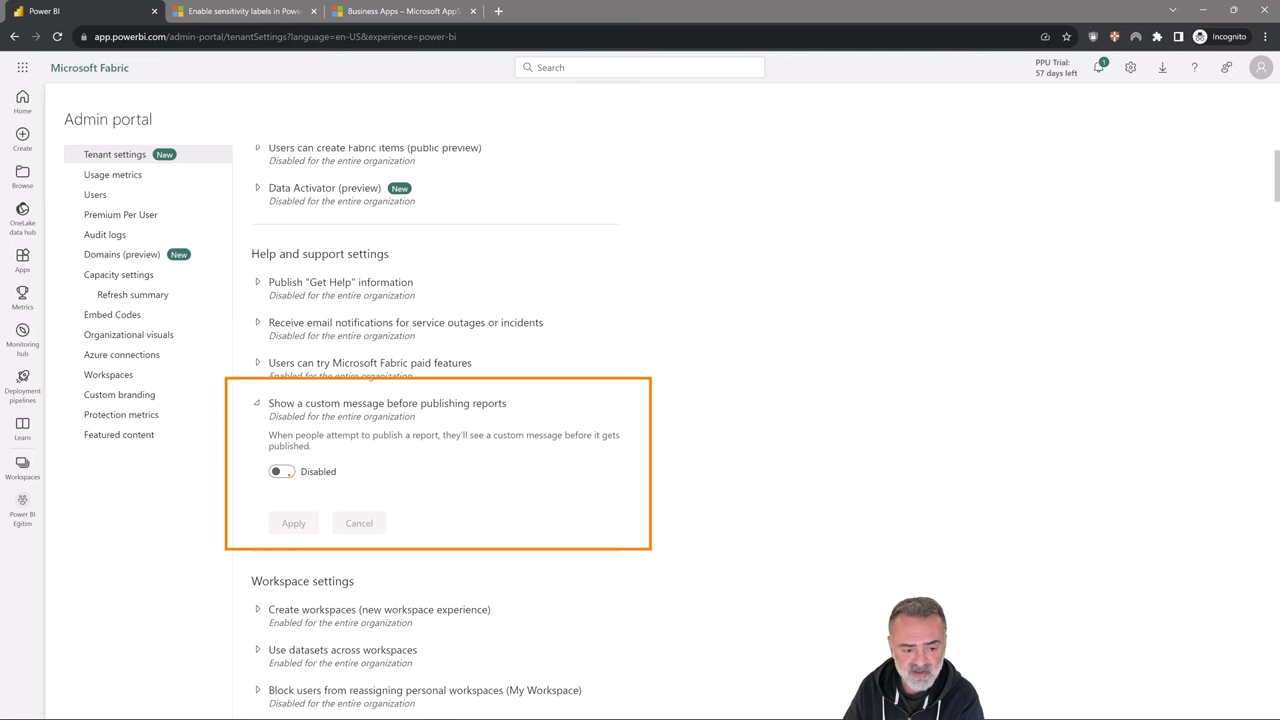 Power BI
Enable sensitivity labels in Powe
Business Apps – Microsoft AppS
app.powerbi.com/admin-portal/tenantSettings?language=en-US&experience=power-bi
Incognito
Microsoft Fabric
Search
PPU Trial:
57 days left
1
Home
Create
Browse
OneLake
data hub
Apps
Metrics
Monitoring
hub
Deployment
pipelines
Learn
Workspaces
Power BI
Eğitim
Admin portal
Tenant settings New
Usage metrics
Users
Premium Per User
Audit logs
Domains (preview) New
Capacity settings
Refresh summary
Embed Codes
Organizational visuals
Azure connections
Workspaces
Custom branding
Protection metrics
Featured content
Users can create Fabric items (public preview)
Disabled for the entire organization
Data Activator (preview) New
Disabled for the entire organization
Help and support settings
Publish "Get Help" information
Disabled for the entire organization
Receive email notifications for service outages or incidents
Disabled for the entire organization
Users can try Microsoft Fabric paid features
Enabled for the entire organization
Show a custom message before publishing reports
Disabled for the entire organization
When people attempt to publish a report, they'll see a custom message before it gets
published.
Disabled
Apply
Cancel
Workspace settings
Create workspaces (new workspace experience)
Enabled for the entire organization
Use datasets across workspaces
Enabled for the entire organization
Block users from reassigning personal workspaces (My Workspace)
Disabled for the entire organization